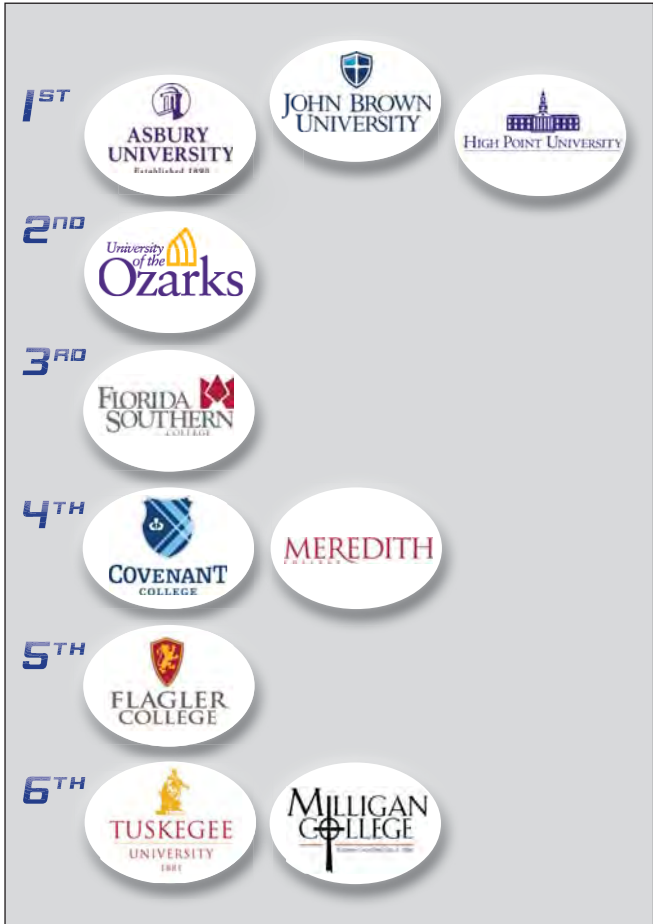 1ST
ASBURY
UNIVERSITY
Established 1890
JOHN BROWN
UNIVERSITY
HIGH POINT UNIVERSITY
2ND
University
of the
Ozarks
3RD
FLORIDA
SOUTHERN
COLLEGE
4TH
COVENANT
COLLEGE
MEREDITH
COLLEGE
5TH
FLAGLER
COLLEGE
6TH
TUSKEGEE
UNIVERSITY
1881
MILLIGAN
COLLEGE